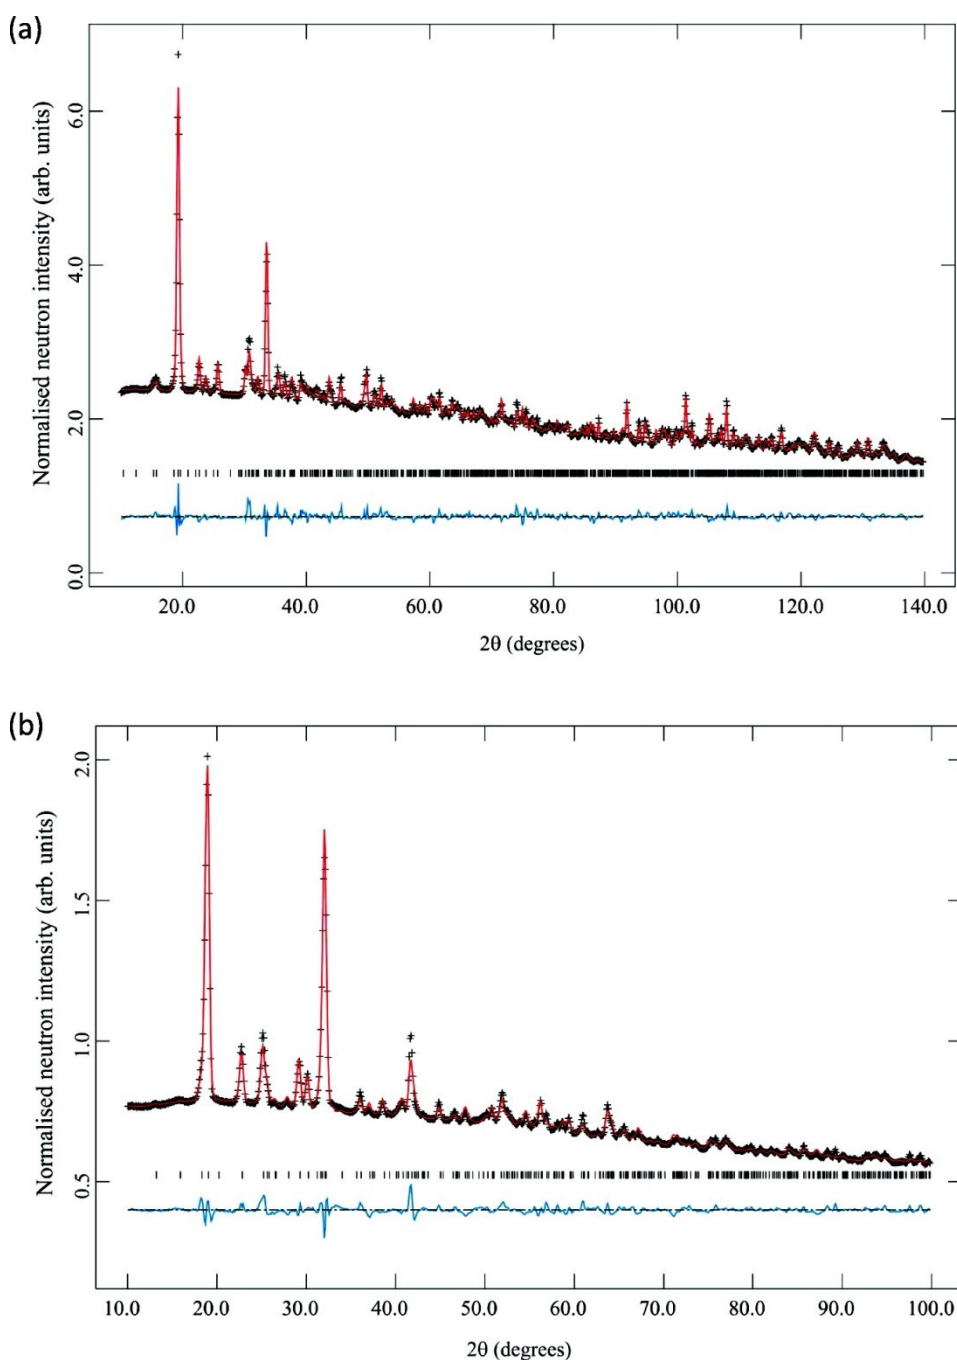 (a)
Normalised neutron intensity (arb. units)
6.0
4.0
2.0
0.0
20.0 40.0 60.0 80.0 100.0 120.0 140.0
2θ (degrees)
(b)
Normalised neutron intensity (arb. units)
2.0
1.5
1.0
0.5
10.0 20.0 30.0 40.0 50.0 60.0 70.0 80.0 90.0 100.0
2θ (degrees)